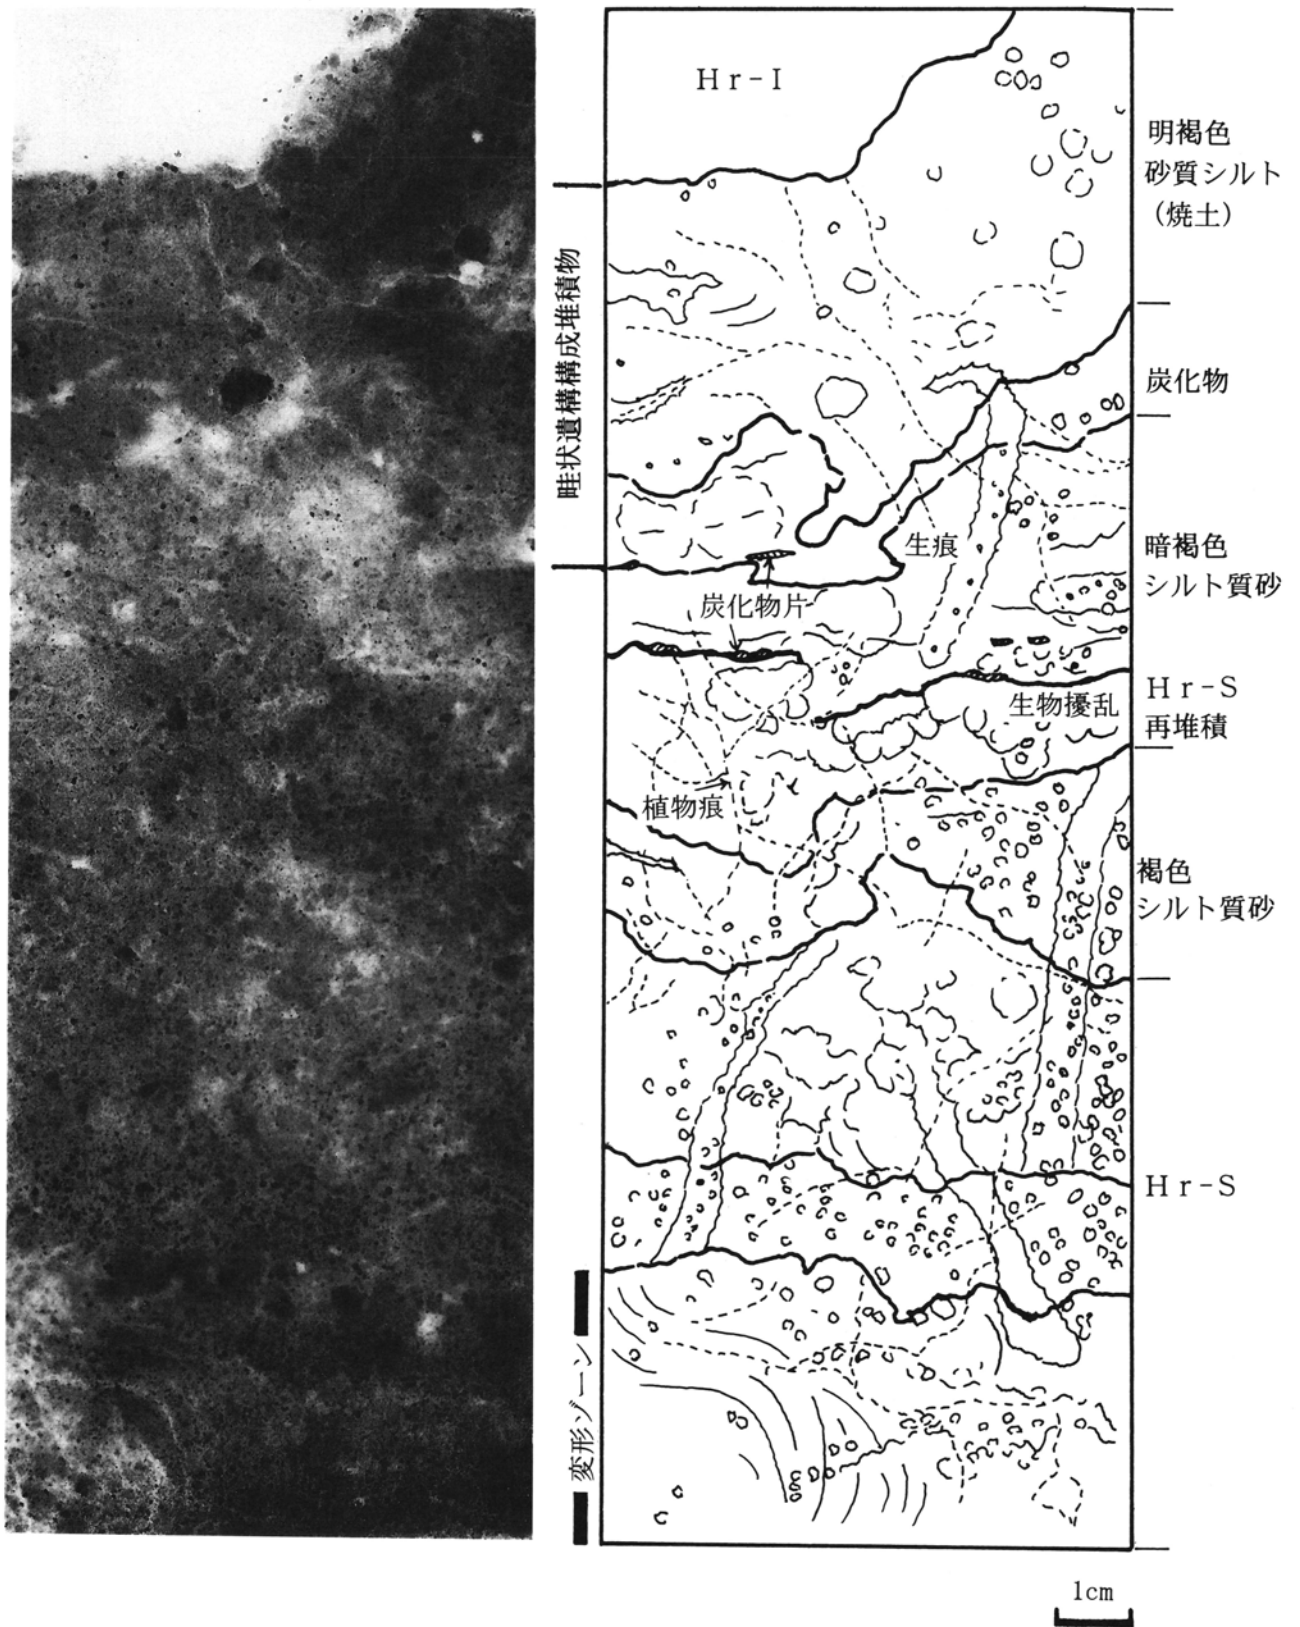 Hr-I
明褐色
砂質シルト
(焼土)
畦状遺構構成堆積物
炭化物
生痕
暗褐色
シルト質砂
炭化物片
Hr-S
再堆積
生物擾乱
植物痕
褐色
シルト質砂
Hr-S
変形ゾーン
1cm